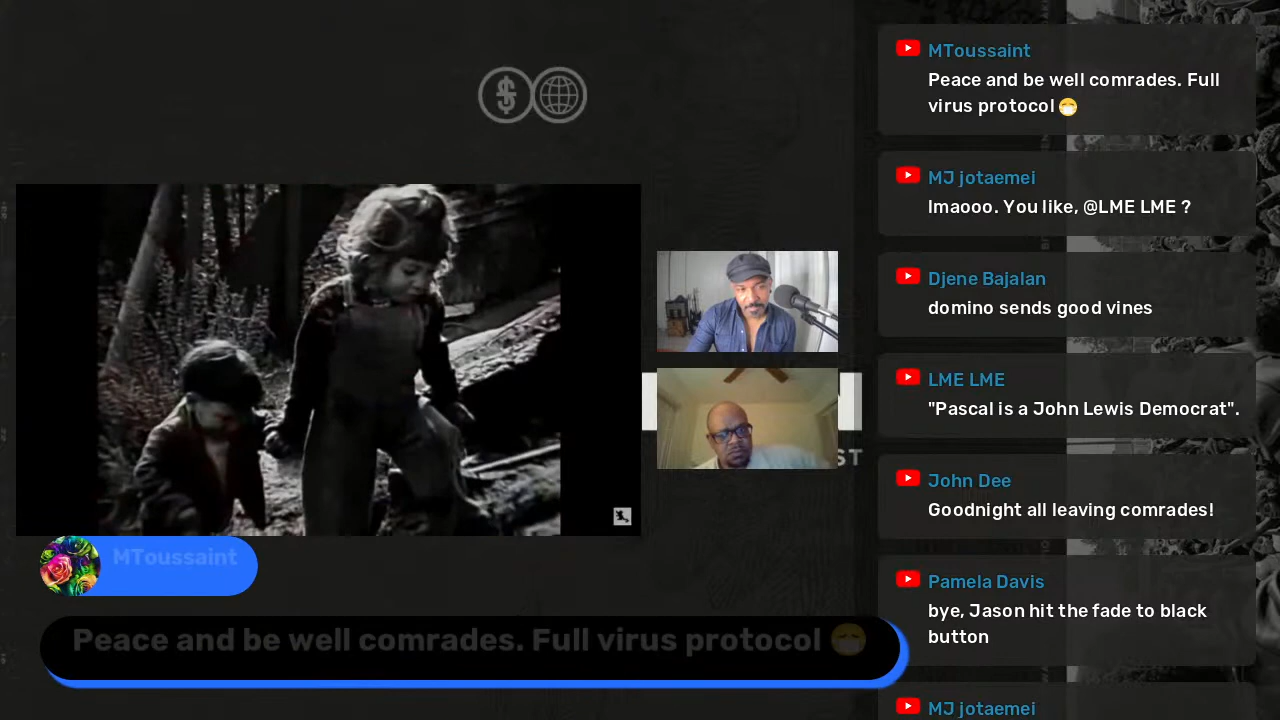 MToussaint
Peace and be well comrades. Full
virus protocol 😷
MJ jotaemei
lmaooo. You like, @LME LME ?
Djene Bajalan
domino sends good vines
LME LME
"Pascal is a John Lewis Democrat".
John Dee
Goodnight all leaving comrades!
Pamela Davis
bye, Jason hit the fade to black
button
MJ jotaemei
ST
MToussaint
Peace and be well comrades. Full virus protocol 😷